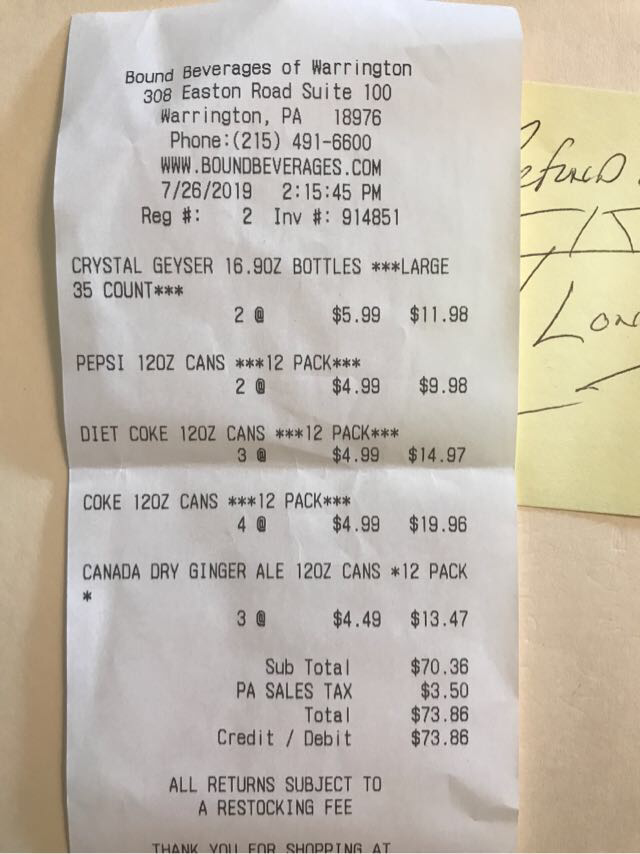 Bound Beverages of Warrington
308 Easton Road Suite 100
Warrington, PA 18976
Phone:(215) 491-6600
WWW.BOUNDBEVERAGES.COM
7/26/2019 2:15:45 PM
Reg #: 2 Inv #: 914851
CRYSTAL GEYSER 16.9OZ BOTTLES ***LARGE
35 COUNT***
2 @ $5.99 $11.98
PEPSI 12OZ CANS ***12 PACK***
2 @ $4.99 $9.98
DIET COKE 12OZ CANS ***12 PACK***
3 @ $4.99 $14.97
COKE 12OZ CANS ***12 PACK***
4 @ $4.99 $19.96
CANADA DRY GINGER ALE 12OZ CANS *12 PACK
*
3 @ $4.49 $13.47
Sub Total $70.36
PA SALES TAX $3.50
Total $73.86
Credit / Debit $73.86
ALL RETURNS SUBJECT TO
A RESTOCKING FEE
THANK YOU FOR SHOPPING AT